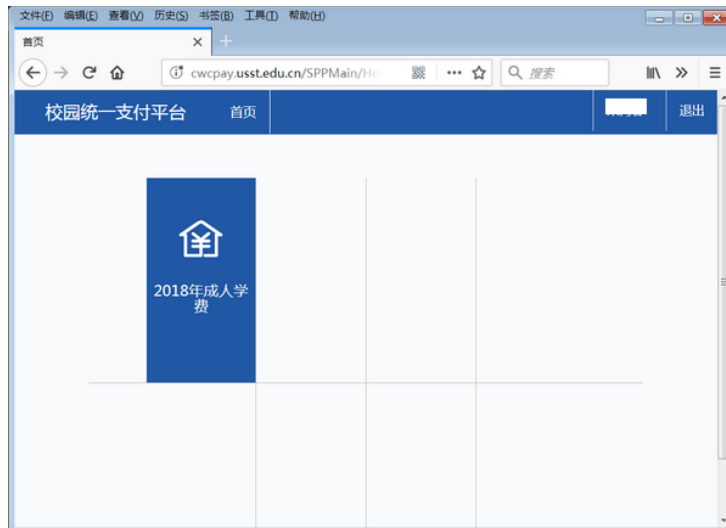 文件(F) 编辑(E) 查看(V) 历史(S) 书签(B) 工具(T) 帮助(H)
首页
cwcpay.usst.edu.cn/SPPMain/Ho
搜索
校园统一支付平台 首页 退出
2018年成人学
费